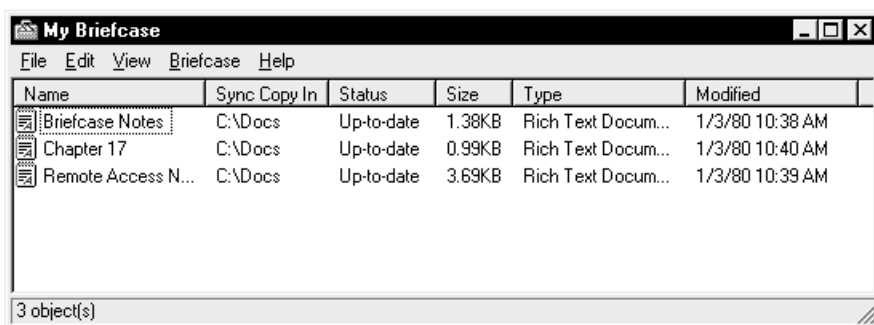 My Briefcase
File Edit View Briefcase Help
Name Sync Copy In Status Size Type Modified
Briefcase Notes C:\Docs Up-to-date 1.38KB Rich Text Docum... 1/3/80 10:38 AM
Chapter 17 C:\Docs Up-to-date 0.99KB Rich Text Docum... 1/3/80 10:40 AM
Remote Access N... C:\Docs Up-to-date 3.69KB Rich Text Docum... 1/3/80 10:39 AM
3 object(s)